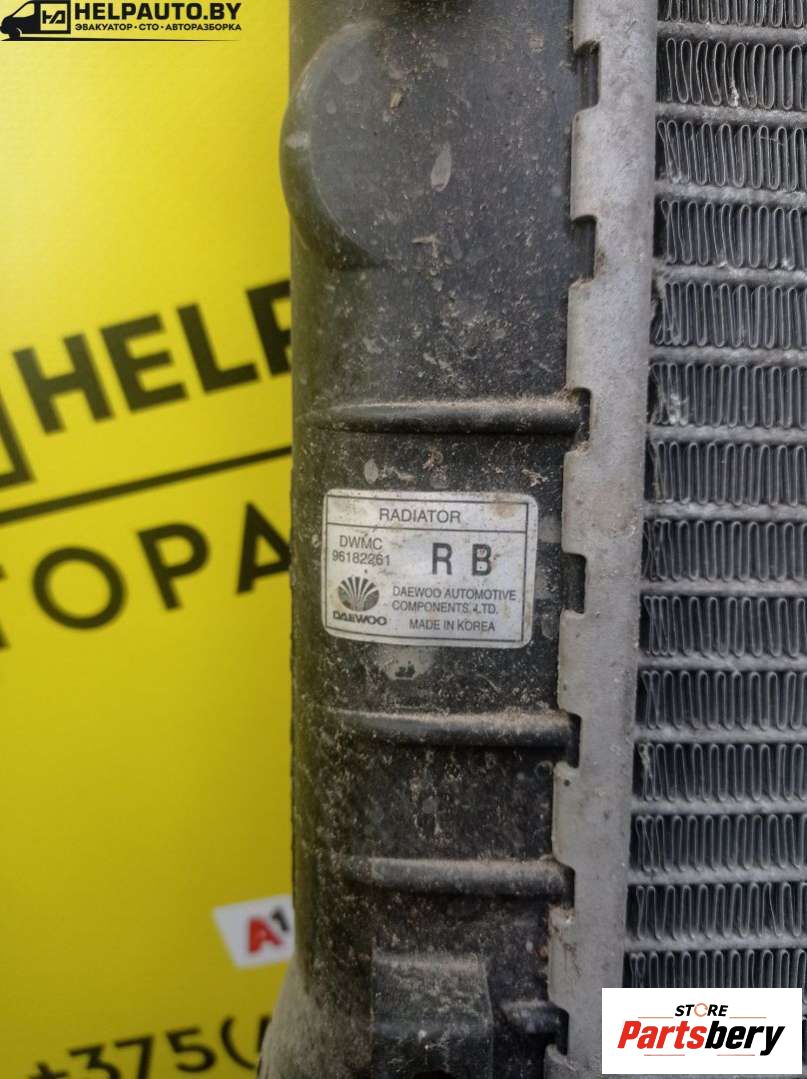 HELPAUTO.BY
ЭВАКУАТОР · СТО · АВТОРАЗБОРКА
HELP
ТОРА
RADIATOR
DWMC
96182261
R B
DAEWOO
DAEWOO AUTOMOTIVE
COMPONENTS, LTD.
MADE IN KOREA
A1
+375(
STORE
Partsbery